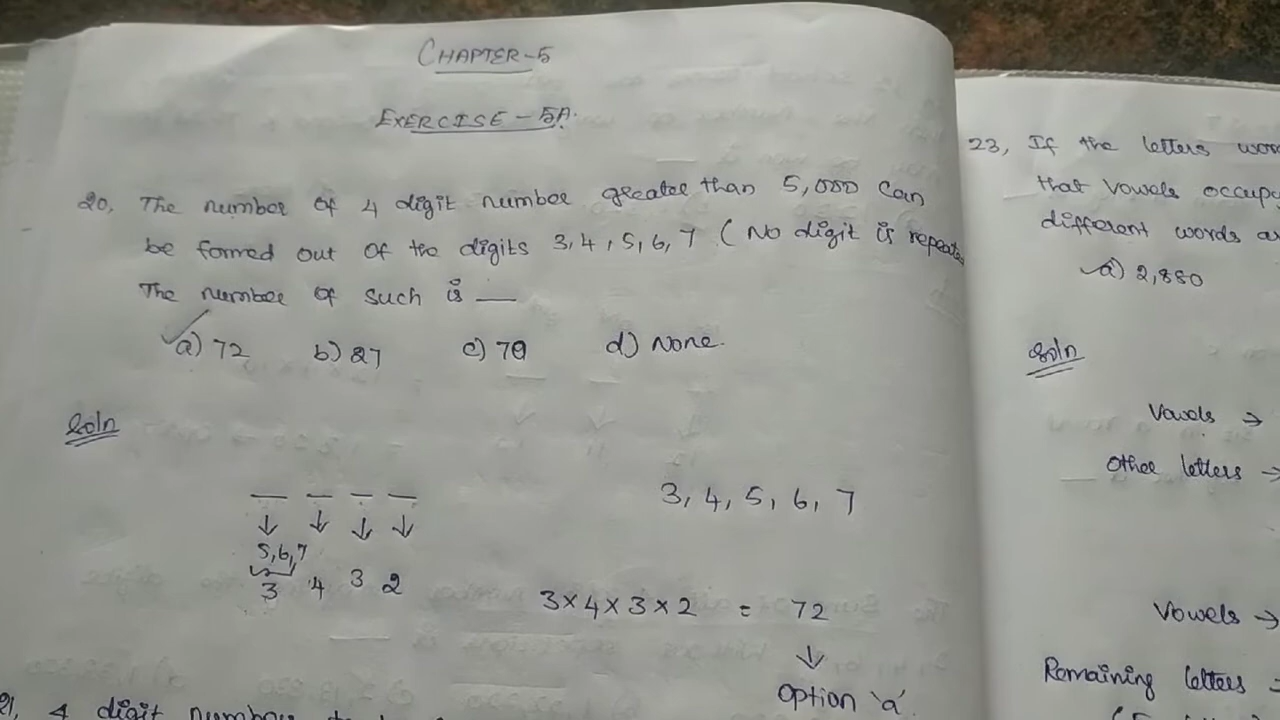 CHAPTER-5
EXERCISE - 5A.
20, The number of 4 digit number greater than 5,000 can
be formed out of the digits 3,4,5,6,7 (No digit is repeated
The number of such is __
a) 72 b) 27 c) 70 d) None.
Soln
3, 4, 5, 6, 7
5,6,7
3 4 3 2
3×4×3×2 = 72
Option 'a'
21, 4 digit number
23, If the letters
that vowels
different words
a) 2,880
Soln
Vowels →
Other letters →
Vowels →
Remaining letters